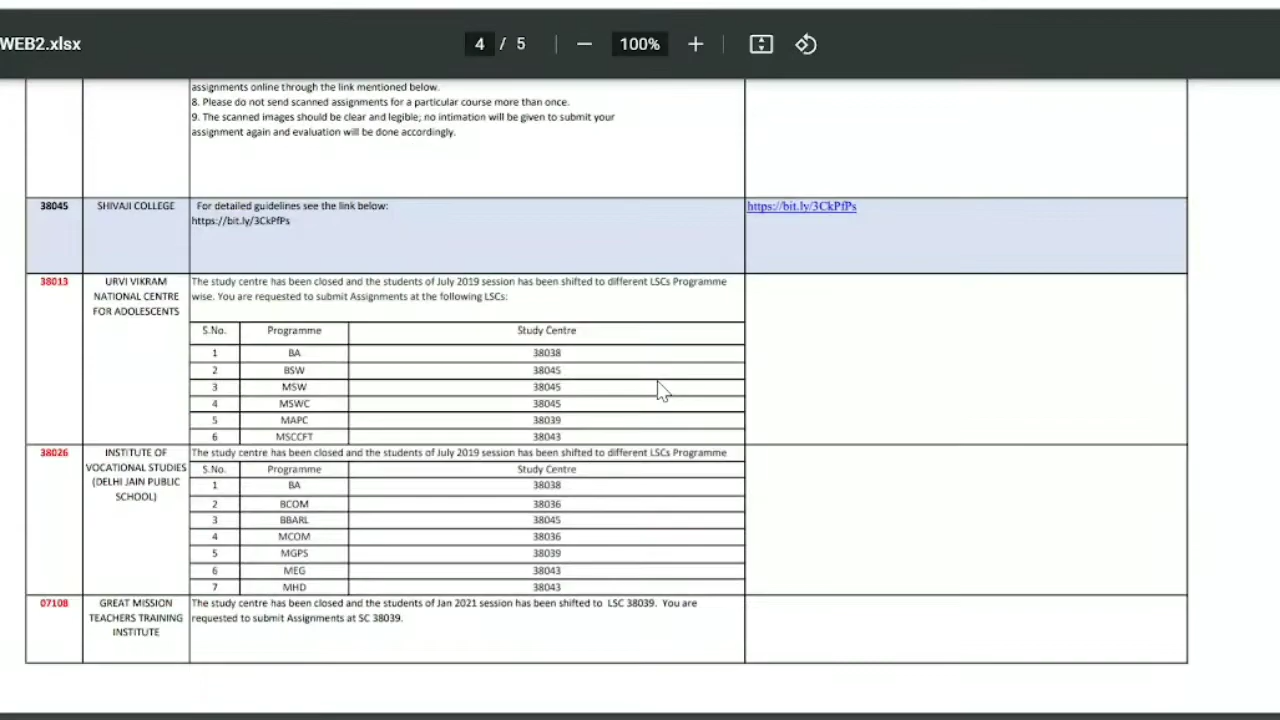 WEB2.xlsx
4 / 5
100%
assignments online through the link mentioned below.
8. Please do not send scanned assignments for a particular course more than once.
9. The scanned images should be clear and legible; no intimation will be given to submit your
assignment again and evaluation will be done accordingly.
38045 SHIVAJI COLLEGE For detailed guidelines see the link below: https://bit.ly/3CkPfPs
https://bit.ly/3CkPfPs
38013 URVI VIKRAM The study centre has been closed and the students of July 2019 session has been shifted to different LSCs Programme
NATIONAL CENTRE wise. You are requested to submit Assignments at the following LSCs:
FOR ADOLESCENTS
S.No. Programme Study Centre
1 BA 38038
2 BSW 38045
3 MSW 38045
4 MSWC 38045
5 MAPC 38039
6 MSCCFT 38043
38026 INSTITUTE OF The study centre has been closed and the students of July 2019 session has been shifted to different LSCs Programme
VOCATIONAL STUDIES S.No. Programme Study Centre
(DELHI JAIN PUBLIC 1 BA 38038
SCHOOL)
2 BCOM 38036
3 BBARL 38045
4 MCOM 38036
5 MGPS 38039
6 MEG 38043
7 MHD 38043
07108 GREAT MISSION The study centre has been closed and the students of Jan 2021 session has been shifted to LSC 38039. You are
TEACHERS TRAINING requested to submit Assignments at SC 38039.
INSTITUTE